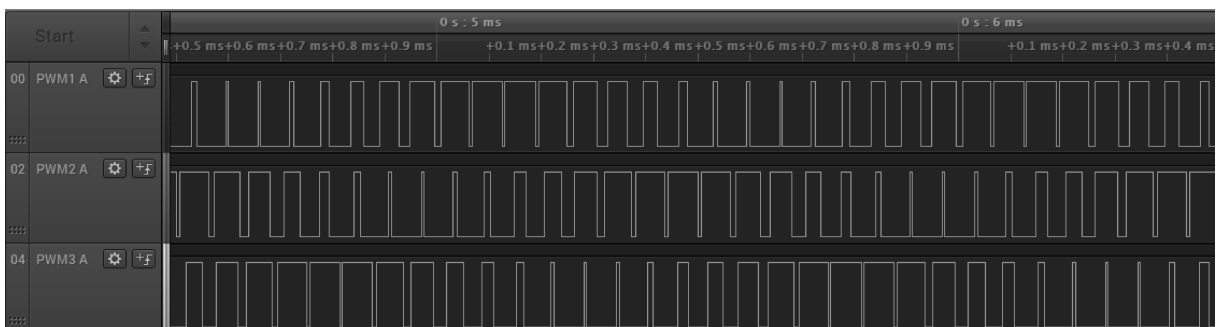 Start
0 s : 5 ms
0 s : 6 ms
+0.5 ms+0.6 ms+0.7 ms+0.8 ms+0.9 ms
+0.1 ms+0.2 ms+0.3 ms+0.4 ms+0.5 ms+0.6 ms+0.7 ms+0.8 ms+0.9 ms
+0.1 ms+0.2 ms+0.3 ms+0.4 ms
00 PWM1 A
02 PWM2 A
04 PWM3 A